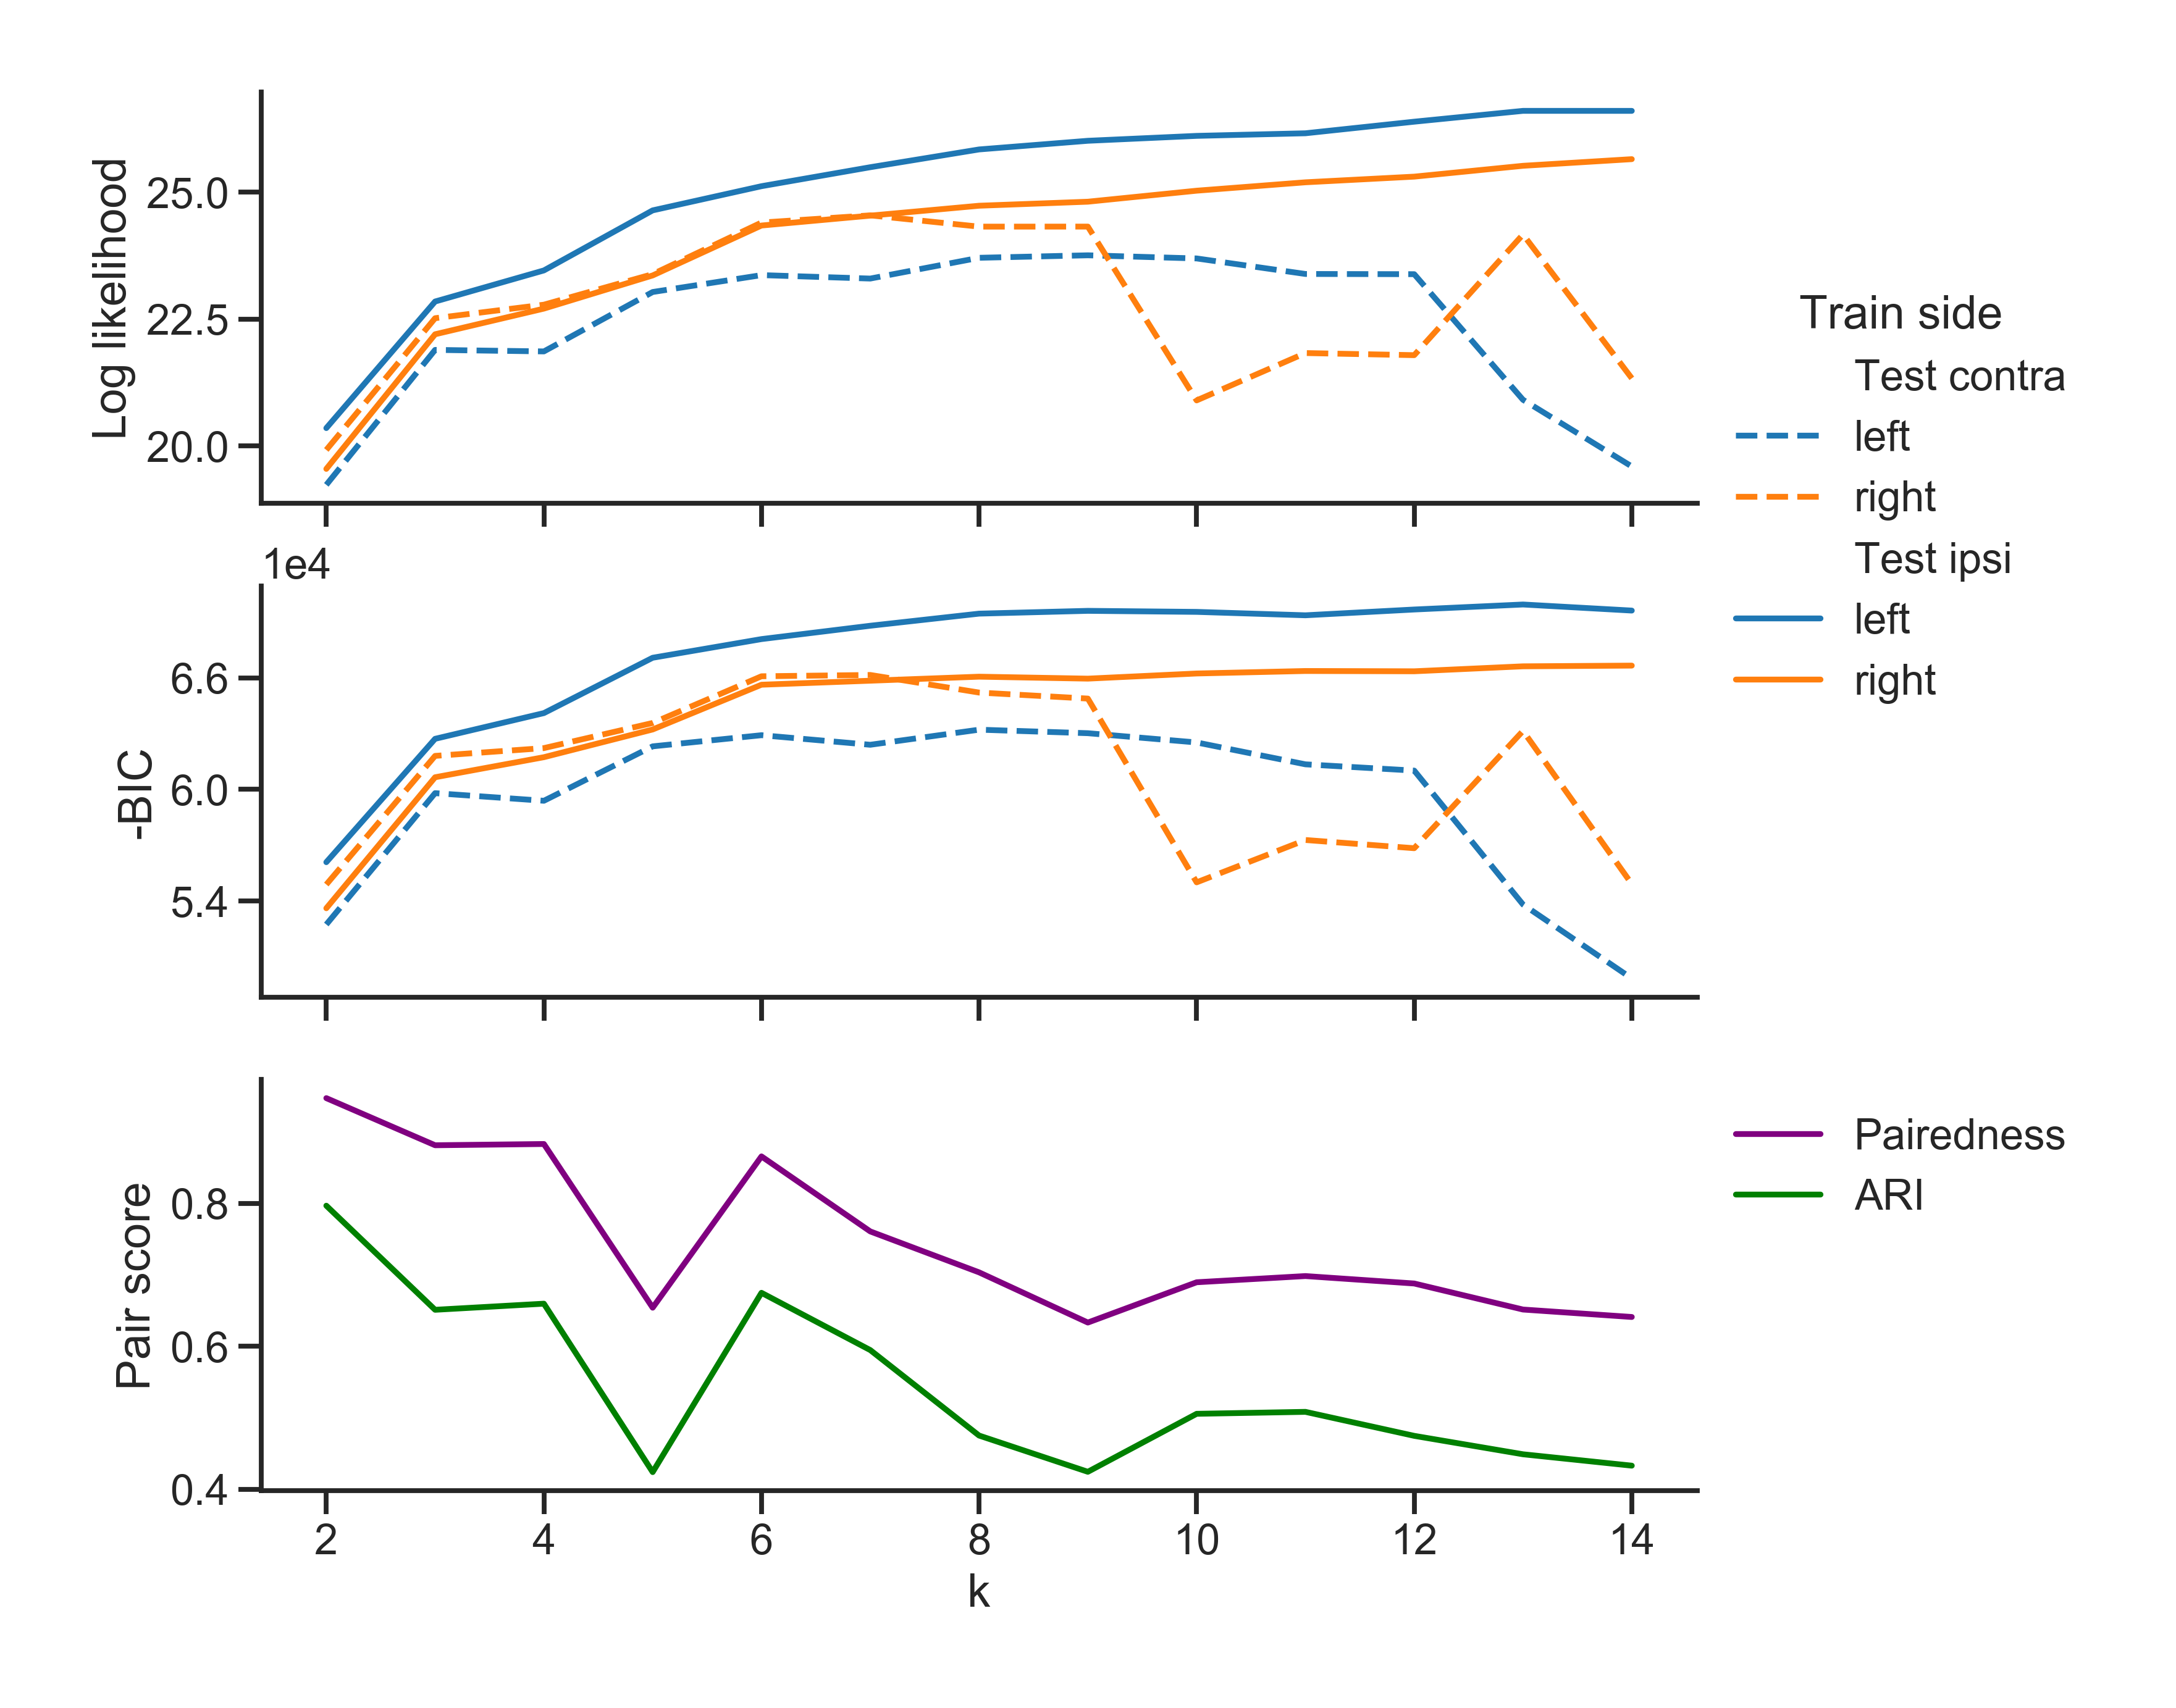 Log likelihood
25.0
22.5
20.0
Train side
Test contra
left
right
Test ipsi
left
right
1e4
-BIC
6.6
6.0
5.4
Pair score
0.8
0.6
0.4
Pairedness
ARI
2 4 6 8 10 12 14
k